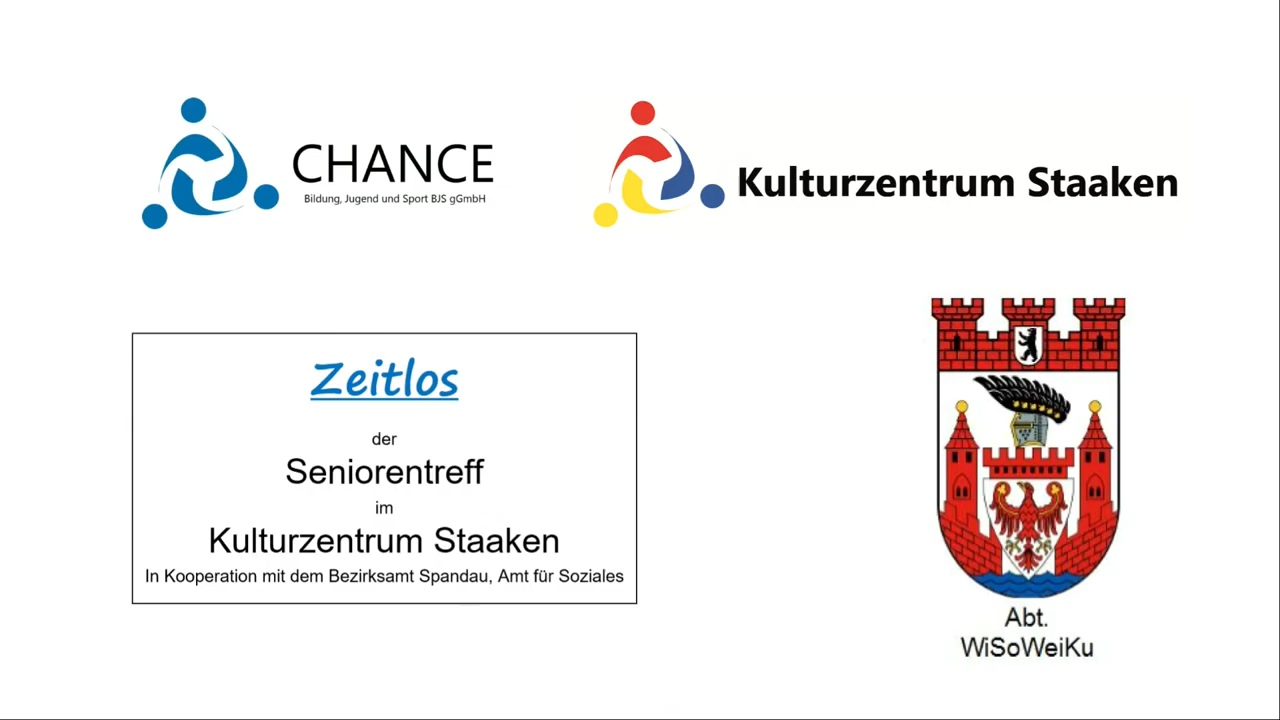 CHANCE
Bildung, Jugend und Sport BJS gGmbH
Kulturzentrum Staaken
Zeitlos
der
Seniorentreff
im
Kulturzentrum Staaken
In Kooperation mit dem Bezirksamt Spandau, Amt für Soziales
Abt.
WiSoWeiKu